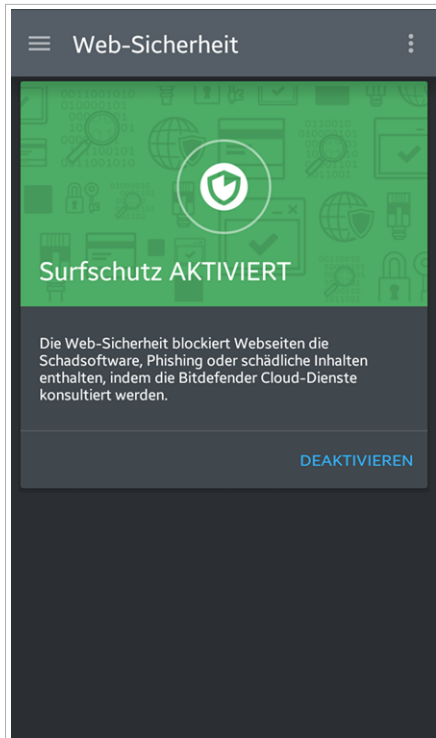 Web-Sicherheit
Surfschutz AKTIVIERT
Die Web-Sicherheit blockiert Webseiten die
Schadsoftware, Phishing oder schädliche Inhalten
enthalten, indem die Bitdefender Cloud-Dienste
konsultiert werden.
DEAKTIVIEREN